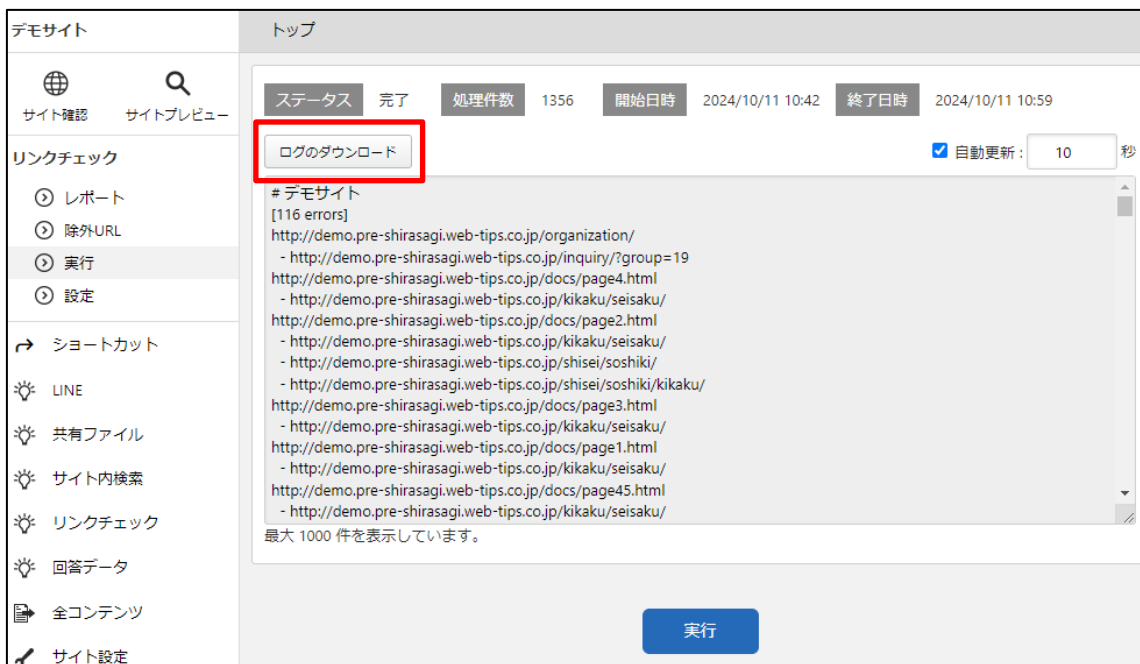 デモサイト
トップ
サイト確認
サイトプレビュー
リンクチェック
レポート
除外URL
実行
設定
ショートカット
LINE
共有ファイル
サイト内検索
リンクチェック
回答データ
全コンテンツ
サイト設定
ステータス 完了 処理件数 1356 開始日時 2024/10/11 10:42 終了日時 2024/10/11 10:59
ログのダウンロード
自動更新 : 10 秒
# デモサイト
[116 errors]
http://demo.pre-shirasagi.web-tips.co.jp/organization/
- http://demo.pre-shirasagi.web-tips.co.jp/inquiry/?group=19
http://demo.pre-shirasagi.web-tips.co.jp/docs/page4.html
- http://demo.pre-shirasagi.web-tips.co.jp/kikaku/seisaku/
http://demo.pre-shirasagi.web-tips.co.jp/docs/page2.html
- http://demo.pre-shirasagi.web-tips.co.jp/kikaku/seisaku/
- http://demo.pre-shirasagi.web-tips.co.jp/shisei/soshiki/
- http://demo.pre-shirasagi.web-tips.co.jp/shisei/soshiki/kikaku/
http://demo.pre-shirasagi.web-tips.co.jp/docs/page3.html
- http://demo.pre-shirasagi.web-tips.co.jp/kikaku/seisaku/
http://demo.pre-shirasagi.web-tips.co.jp/docs/page1.html
- http://demo.pre-shirasagi.web-tips.co.jp/kikaku/seisaku/
http://demo.pre-shirasagi.web-tips.co.jp/docs/page45.html
- http://demo.pre-shirasagi.web-tips.co.jp/kikaku/seisaku/
最大 1000 件を表示しています。
実行